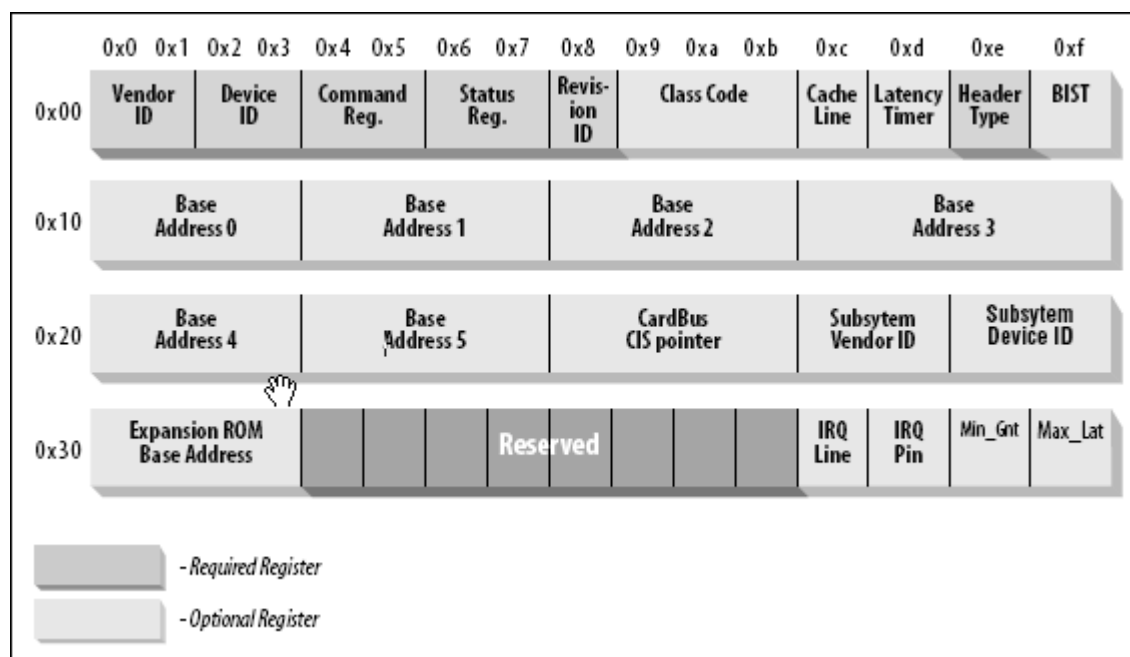 0x0 0x1 0x2 0x3 0x4 0x5 0x6 0x7 0x8 0x9 0xa 0xb 0xc 0xd 0xe 0xf
0x00
Vendor
ID
Device
ID
Command
Reg.
Status
Reg.
Revis-
ion
ID
Class Code
Cache
Line
Latency
Timer
Header
Type
BIST
0x10
Base
Address 0
Base
Address 1
Base
Address 2
Base
Address 3
0x20
Base
Address 4
Base
Address 5
CardBus
CIS pointer
Subsytem
Vendor ID
Subsytem
Device ID
0x30
Expansion ROM
Base Address
Reserved
IRQ
Line
IRQ
Pin
Min_Gnt
Max_Lat
- Required Register
- Optional Register